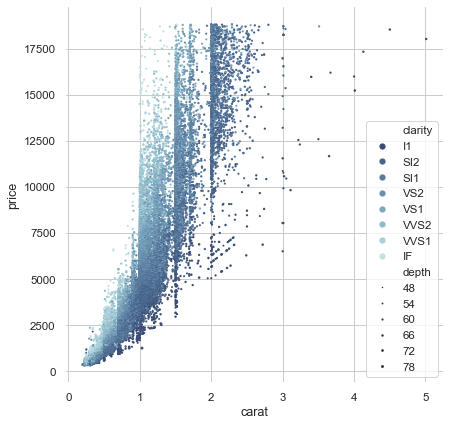 17500
15000
12500
10000
7500
5000
2500
0
price
0
1
2
3
4
5
carat
clarity
I1
SI2
SI1
VS2
VS1
VVS2
VVS1
IF
depth
48
54
60
66
72
78